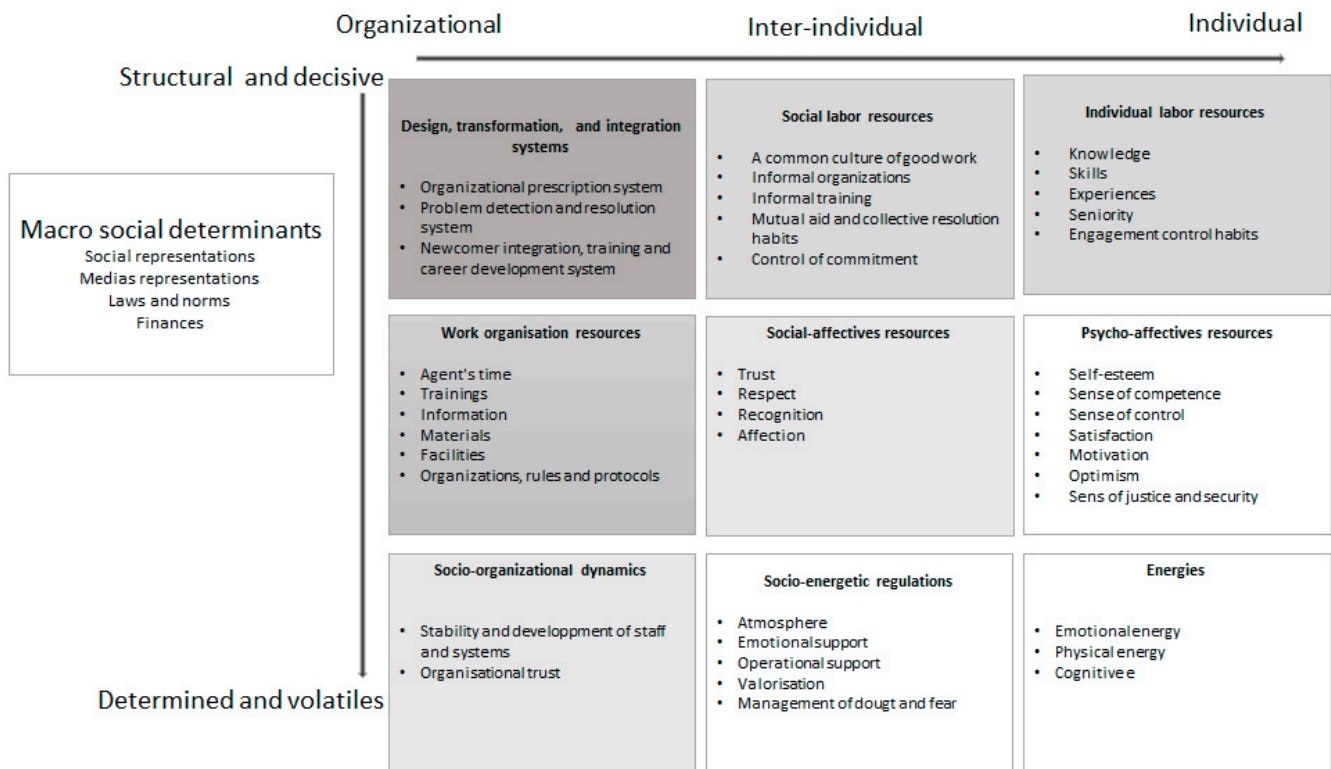 Organizational
Inter-individual
Individual
Structural and decisive
Macro social determinants
Social representations
Medias representations
Laws and norms
Finances
Determined and volatiles
Design, transformation, and integration
systems
• Organizational prescription system
• Problem detection and resolution
system
• Newcomer integration, training and
career development system
Social labor resources
• A common culture of good work
• Informal organizations
• Informal training
• Mutual aid and collective resolution
habits
• Control of commitment
Individual labor resources
• Knowledge
• Skills
• Experiences
• Seniority
• Engagement control habits
Work organisation resources
• Agent's time
• Trainings
• Information
• Materials
• Facilities
• Organizations, rules and protocols
Social-affectives resources
• Trust
• Respect
• Recognition
• Affection
Psycho-affectives resources
• Self-esteem
• Sense of competence
• Sense of control
• Satisfaction
• Motivation
• Optimism
• Sens of justice and security
Socio-organizational dynamics
• Stability and developpment of staff
and systems
• Organisational trust
Socio-energetic regulations
• Atmosphere
• Emotional support
• Operational support
• Valorisation
• Management of dougt and fear
Energies
• Emotional energy
• Physical energy
• Cognitive e